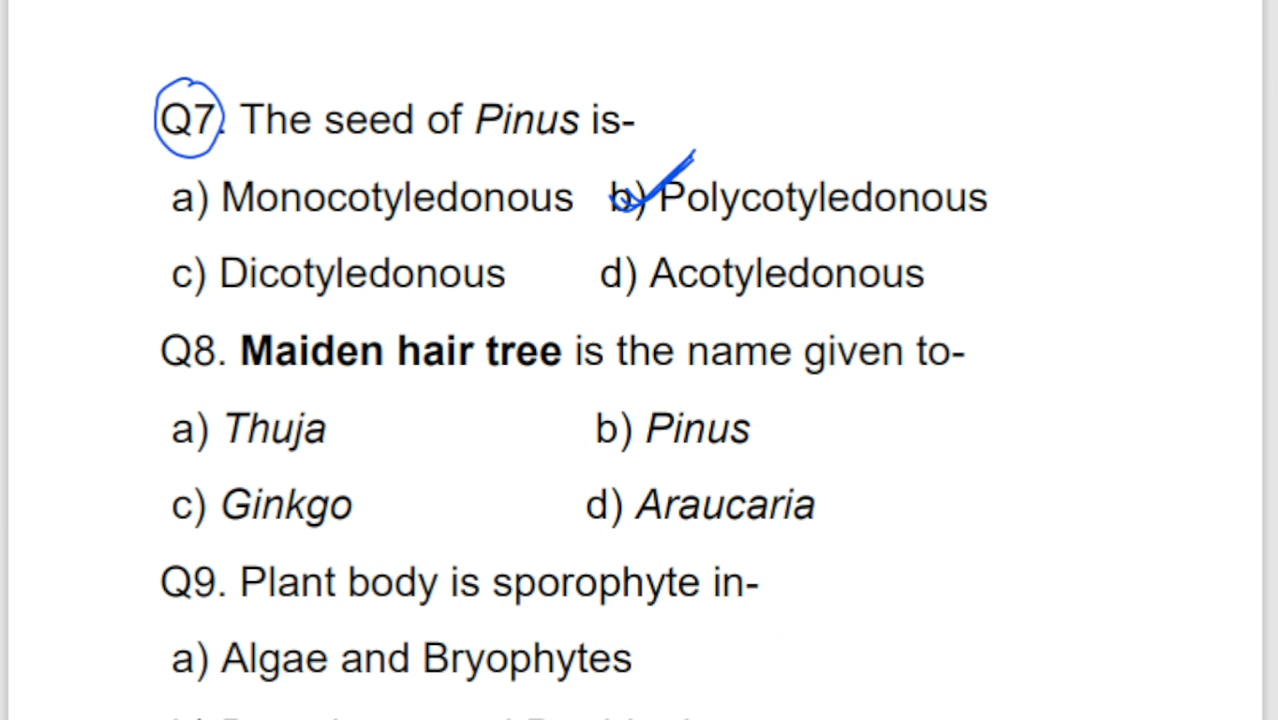 Q7. The seed of Pinus is-
a) Monocotyledonous b) Polycotyledonous
c) Dicotyledonous d) Acotyledonous
Q8. Maiden hair tree is the name given to-
a) Thuja b) Pinus
c) Ginkgo d) Araucaria
Q9. Plant body is sporophyte in-
a) Algae and Bryophytes